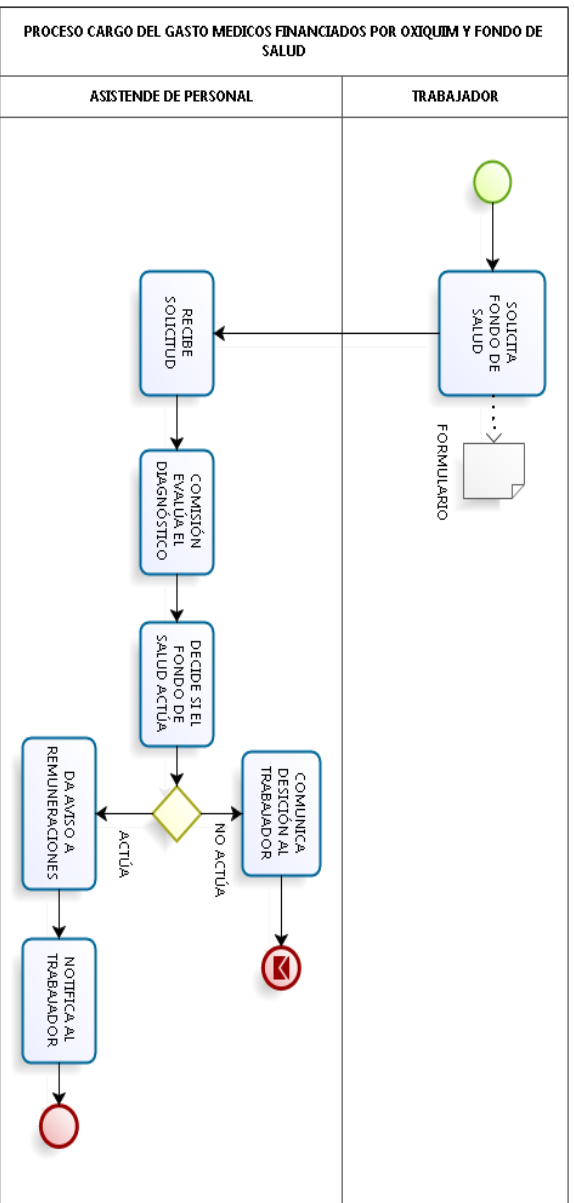 PROCESO CARGO DEL GASTO MEDICOS FINANCIADOS POR OXIQUIM Y FONDO DE
SALUD
ASISTENDE DE PERSONAL
TRABAJADOR
SOLICITA
FONDO DE
SALUD
FORMULARIO
RECIBE
SOLICITUD
COMISIÓN
EVALÚA EL
DIAGNÓSTICO
DECIDE SI EL
FONDO DE
SALUD ACTÚA
NO ACTÚA
COMUNICA
DESICIÓN AL
TRABAJADOR
ACTÚA
DA AVISO A
REMUNERACIONES
NOTIFICA AL
TRABAJADOR